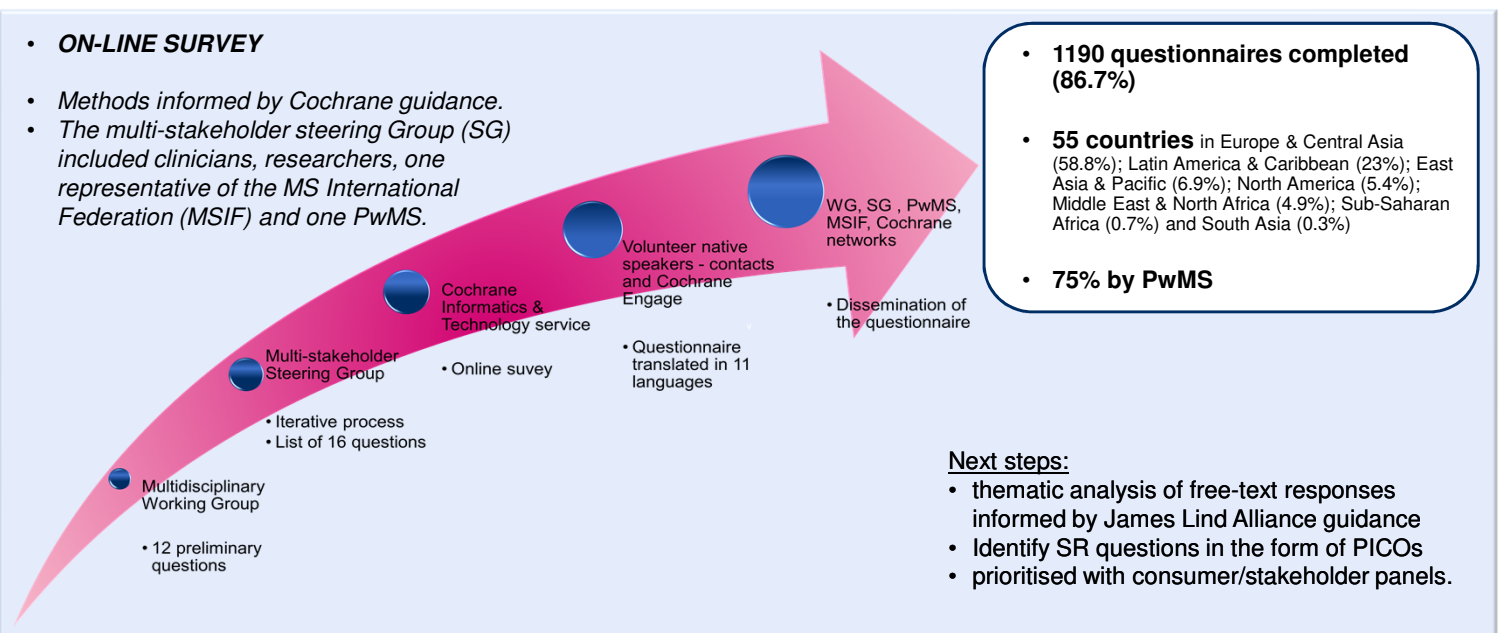 • ON-LINE SURVEY
• Methods informed by Cochrane guidance.
• The multi-stakeholder steering Group (SG)
included clinicians, researchers, one
representative of the MS International
Federation (MSIF) and one PwMS.
Multidisciplinary
Working Group
• 12 preliminary
questions
Multi-stakeholder
Steering Group
• Iterative process
• List of 16 questions
Cochrane
Informatics &
Technology service
• Online suvey
Volunteer native
speakers - contacts
and Cochrane
Engage
• Questionnaire
translated in 11
languages
WG, SG , PwMS,
MSIF, Cochrane
networks
• Dissemination of
the questionnaire
• 1190 questionnaires completed
(86.7%)
• 55 countries in Europe & Central Asia
(58.8%); Latin America & Caribbean (23%); East
Asia & Pacific (6.9%); North America (5.4%);
Middle East & North Africa (4.9%); Sub-Saharan
Africa (0.7%) and South Asia (0.3%)
• 75% by PwMS
Next steps:
• thematic analysis of free-text responses
informed by James Lind Alliance guidance
• Identify SR questions in the form of PICOs
• prioritised with consumer/stakeholder panels.